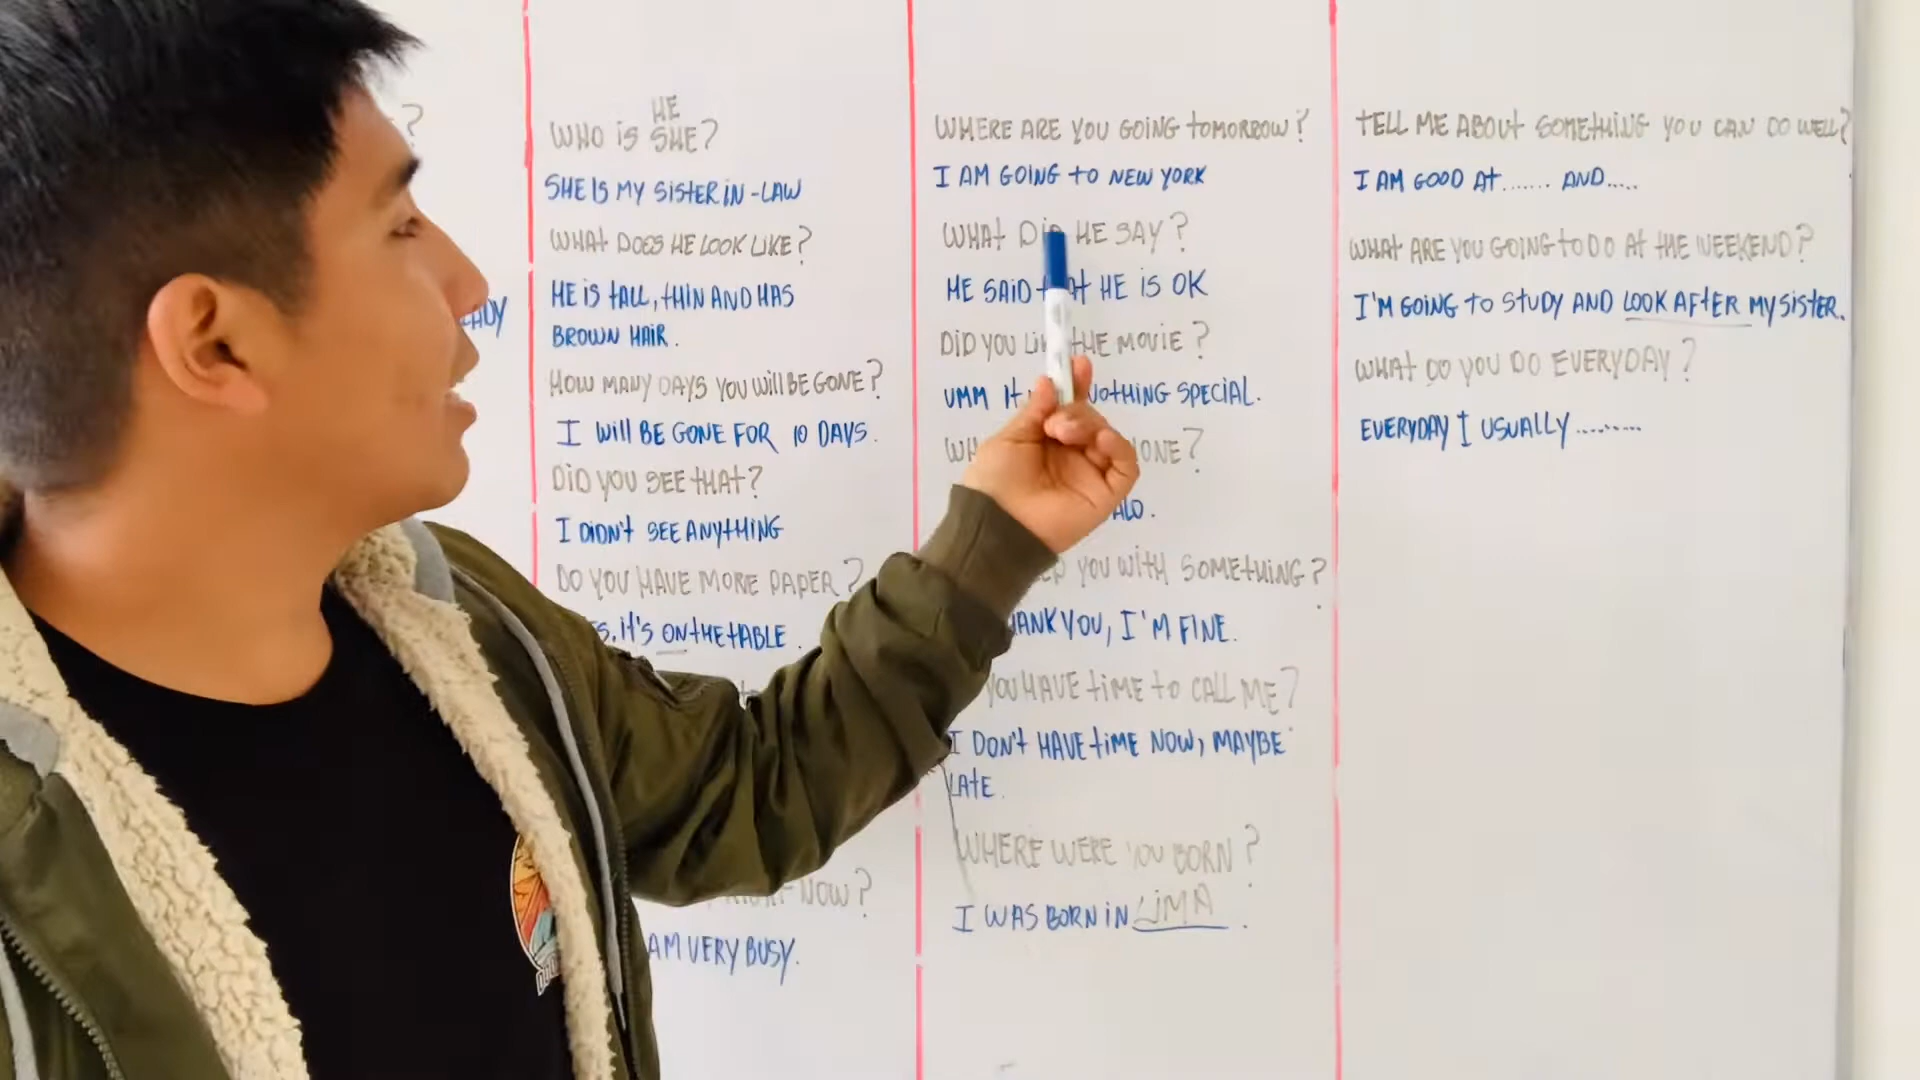 ?
HE
WHO iS SHE?
SHE IS MY SISTER IN-LAW
WHAT DOES HE LOOK LIKE?
HE iS TALL, THIN AND HAS
BROWN HAIR.
HOW MANY DAYS YOU WILL BE GONE?
I WILL BE GONE FOR 10 DAYS.
DID YOU SEE THAT?
I DIDN'T SEE ANYTHING
DO YOU HAVE MORE PAPER?
IT'S ON THE TABLE.
NOW?
AM VERY BUSY.
WHERE ARE YOU GOING TOMORROW?
I AM GOING TO NEW YORK
WHAT DID HE SAY?
HE SAID THAT HE IS OK
DID YOU LIKE THE MOVIE?
UMM IT NOTHING SPECIAL.
YOU WITH SOMETHING?
THANK YOU, I'M FINE.
YOU HAVE TIME TO CALL ME?
I DON'T HAVE TIME NOW, MAYBE
LATE.
WHERE WERE YOU BORN?
I WAS BORN IN LIMA.
TELL ME ABOUT SOMETHING YOU CAN DO WELL?
I AM GOOD AT....... AND.....
WHAT ARE YOU GOING TO DO AT THE WEEKEND?
I'M GOING TO STUDY AND LOOK AFTER MY SISTER.
WHAT DO YOU DO EVERYDAY?
EVERYDAY I USUALLY.........